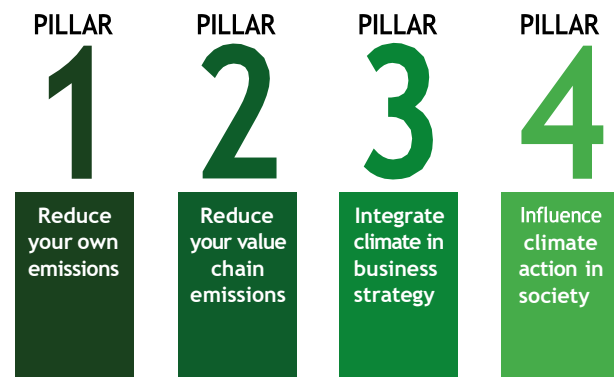 PILLAR
1
Reduce
your own
emissions
PILLAR
2
Reduce
your value
chain
emissions
PILLAR
3
Integrate
climate in
business
strategy
PILLAR
4
Influence
climate
action in
society